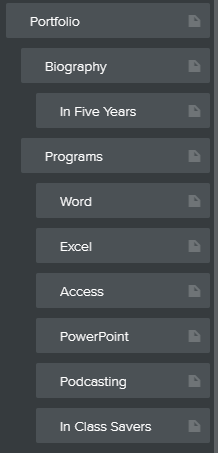 Portfolio
Biography
In Five Years
Programs
Word
Excel
Access
PowerPoint
Podcasting
In Class Savers